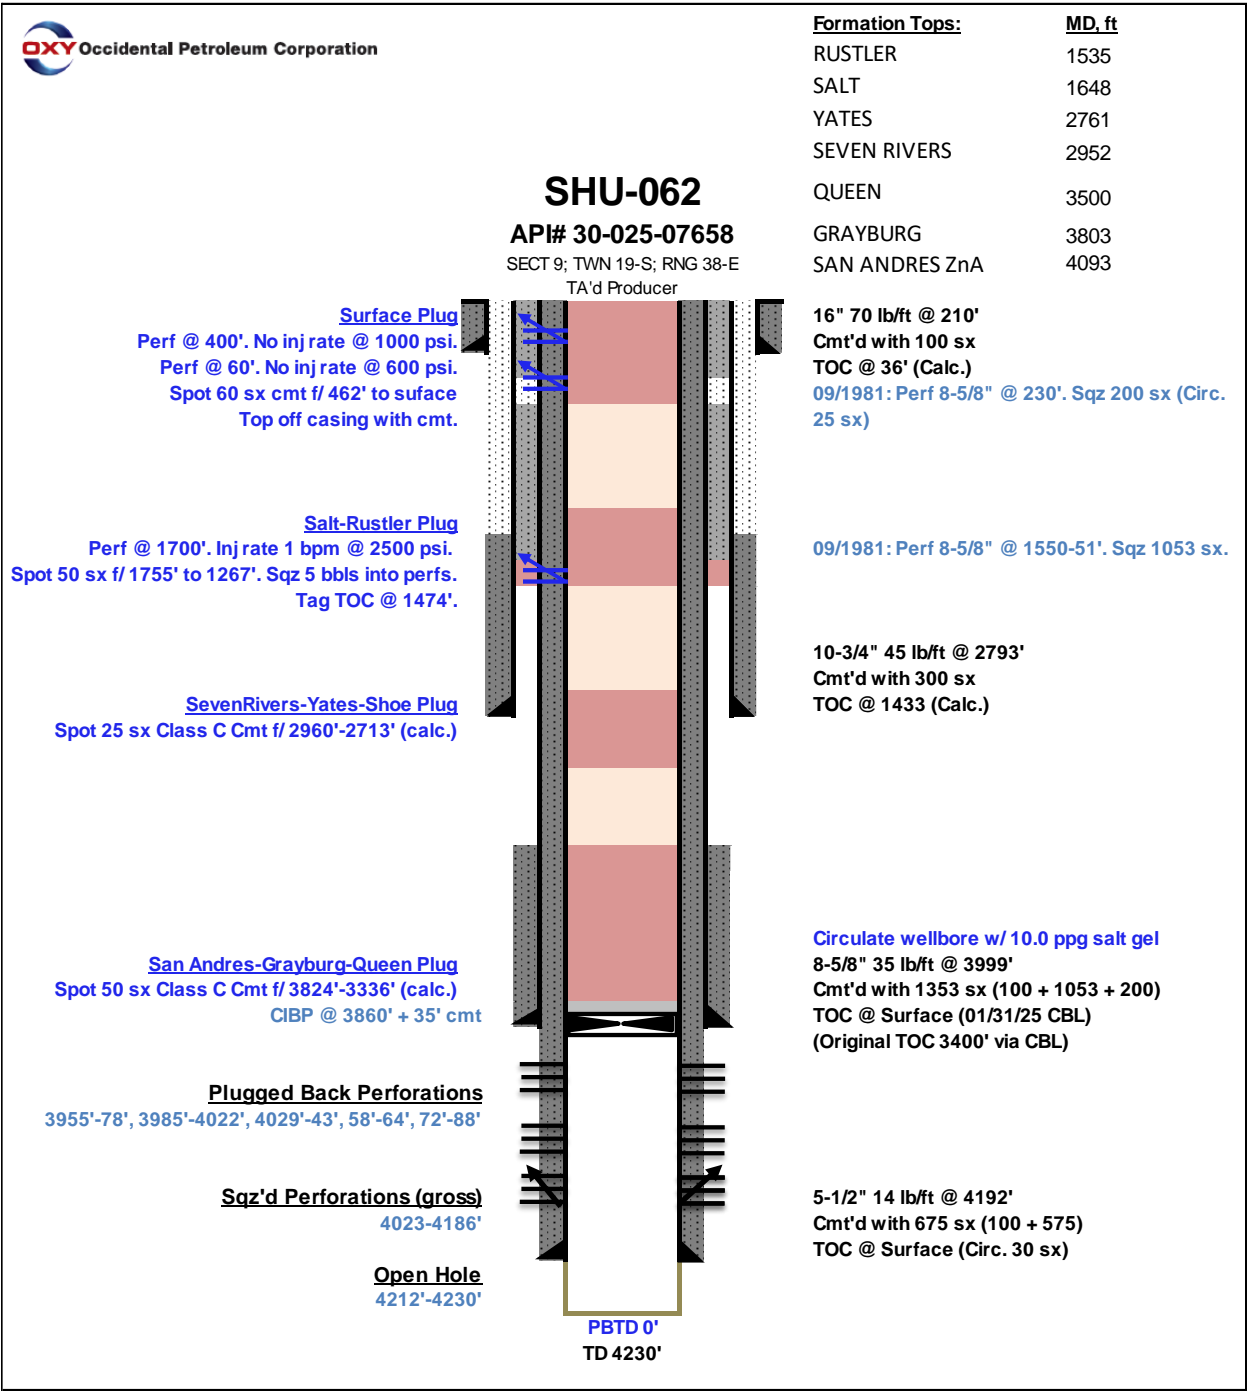 OXY Occidental Petroleum Corporation
Formation Tops: MD, ft
RUSTLER 1535
SALT 1648
YATES 2761
SEVEN RIVERS 2952
QUEEN 3500
GRAYBURG 3803
SAN ANDRES ZnA 4093
SHU-062
API# 30-025-07658
SECT 9; TWN 19-S; RNG 38-E
TA'd Producer
Surface Plug
Perf @ 400'. No inj rate @ 1000 psi.
Perf @ 60'. No inj rate @ 600 psi.
Spot 60 sx cmt f/ 462' to suface
Top off casing with cmt.
16" 70 lb/ft @ 210'
Cmt'd with 100 sx
TOC @ 36' (Calc.)
09/1981: Perf 8-5/8" @ 230'. Sqz 200 sx (Circ.
25 sx)
Salt-Rustler Plug
Perf @ 1700'. Inj rate 1 bpm @ 2500 psi.
Spot 50 sx f/ 1755' to 1267'. Sqz 5 bbls into perfs.
Tag TOC @ 1474'.
09/1981: Perf 8-5/8" @ 1550-51'. Sqz 1053 sx.
10-3/4" 45 lb/ft @ 2793'
Cmt'd with 300 sx
TOC @ 1433 (Calc.)
SevenRivers-Yates-Shoe Plug
Spot 25 sx Class C Cmt f/ 2960'-2713' (calc.)
San Andres-Grayburg-Queen Plug
Spot 50 sx Class C Cmt f/ 3824'-3336' (calc.)
CIBP @ 3860' + 35' cmt
Circulate wellbore w/ 10.0 ppg salt gel
8-5/8" 35 lb/ft @ 3999'
Cmt'd with 1353 sx (100 + 1053 + 200)
TOC @ Surface (01/31/25 CBL)
(Original TOC 3400' via CBL)
Plugged Back Perforations
3955'-78', 3985'-4022', 4029'-43', 58'-64', 72'-88'
Sqz'd Perforations (gross)
4023-4186'
5-1/2" 14 lb/ft @ 4192'
Cmt'd with 675 sx (100 + 575)
TOC @ Surface (Circ. 30 sx)
Open Hole
4212'-4230'
PBTD 0'
TD 4230'